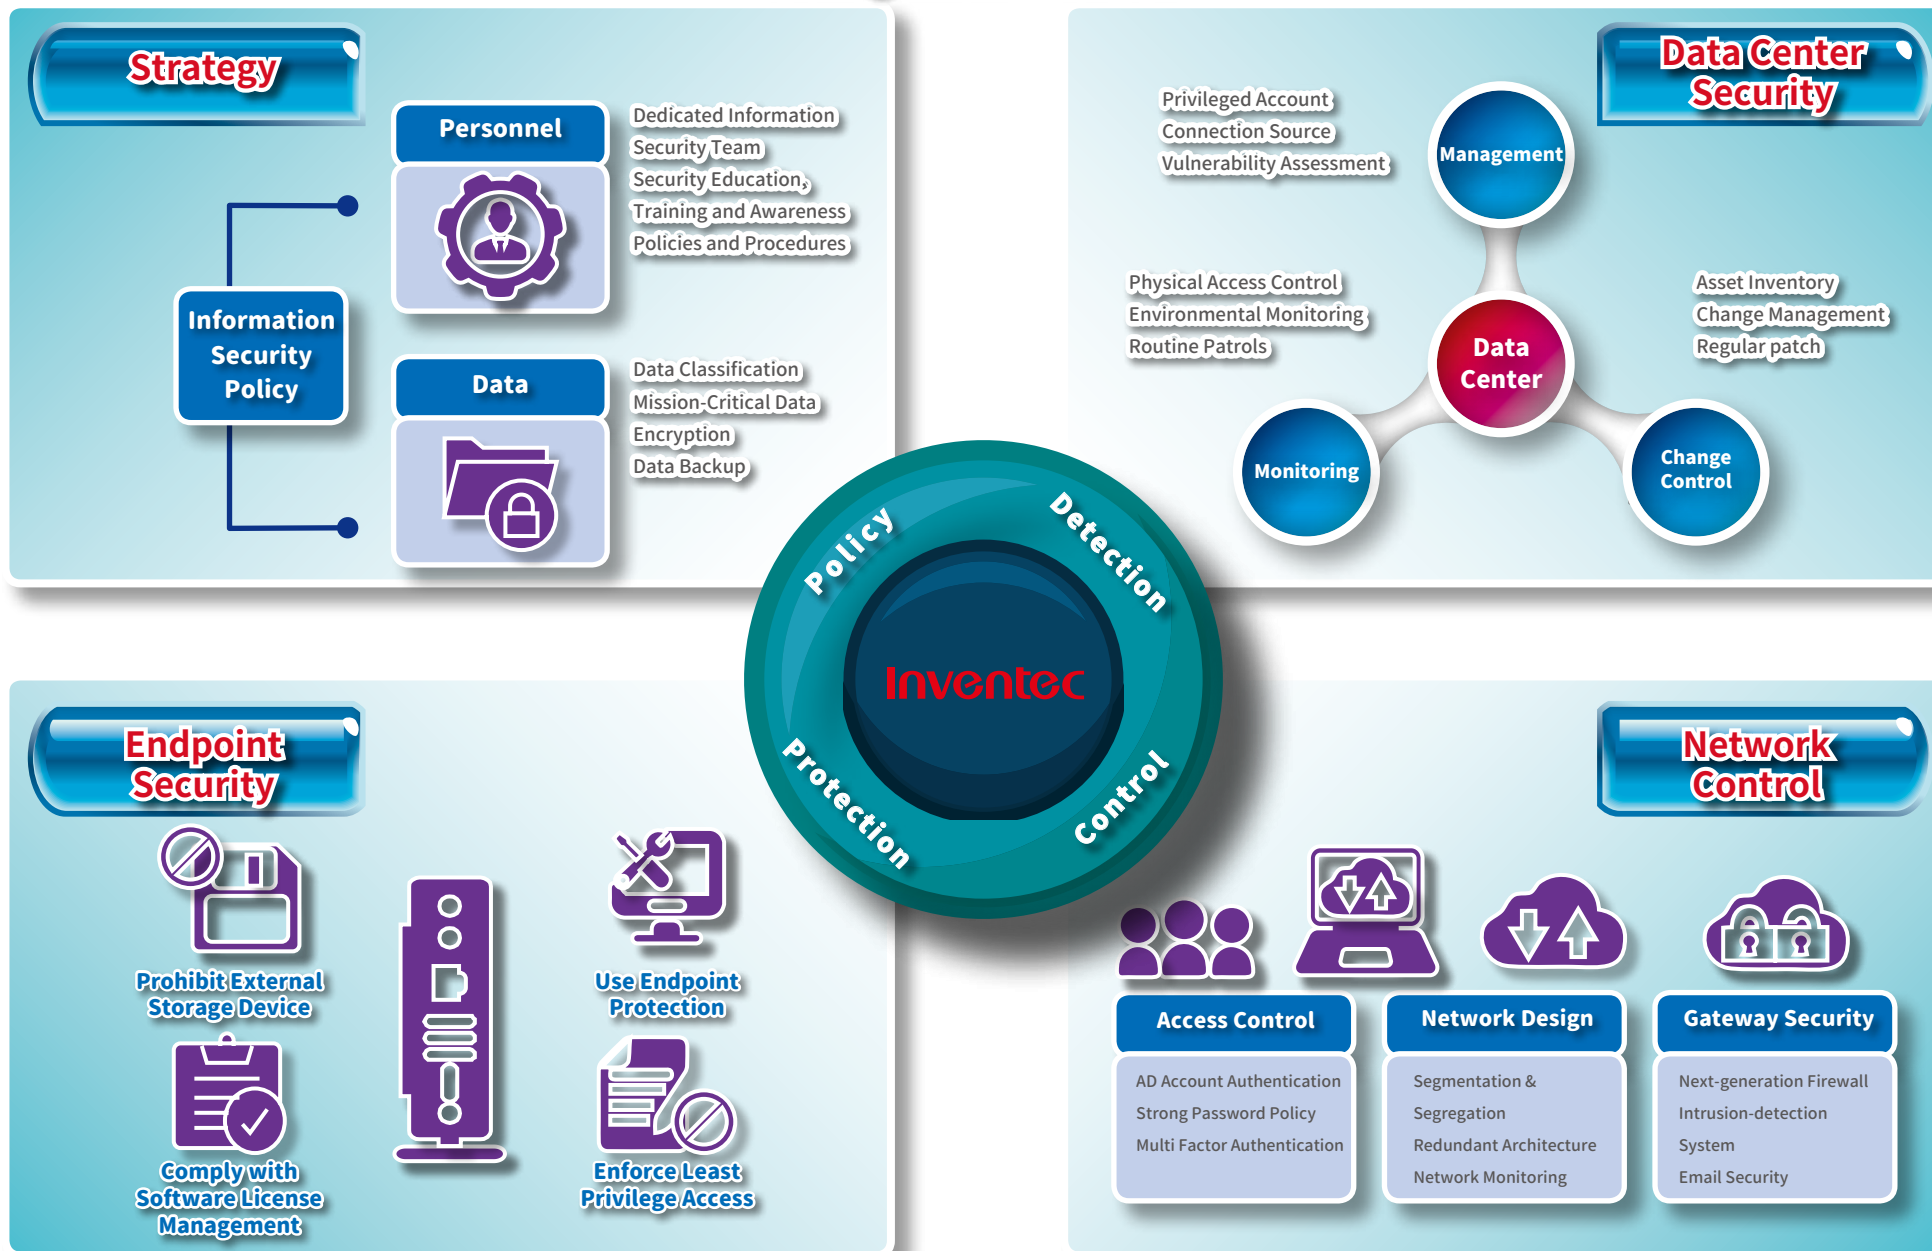 Strategy
Personnel
Dedicated Information
Security Team
Security Education,
Training and Awareness
Policies and Procedures
Information
Security
Policy
Data
Data Classification
Mission-Critical Data
Encryption
Data Backup
Data Center
Security
Privileged Account
Connection Source
Vulnerability Assessment
Management
Physical Access Control
Environmental Monitoring
Routine Patrols
Asset Inventory
Change Management
Regular patch
Data
Center
Monitoring
Change
Control
Policy
Detection
Inventec
Protection
Control
Endpoint
Security
Prohibit External
Storage Device
Use Endpoint
Protection
Comply with
Software License
Management
Enforce Least
Privilege Access
Network
Control
Access Control
AD Account Authentication
Strong Password Policy
Multi Factor Authentication
Network Design
Segmentation &
Segregation
Redundant Architecture
Network Monitoring
Gateway Security
Next-generation Firewall
Intrusion-detection
System
Email Security